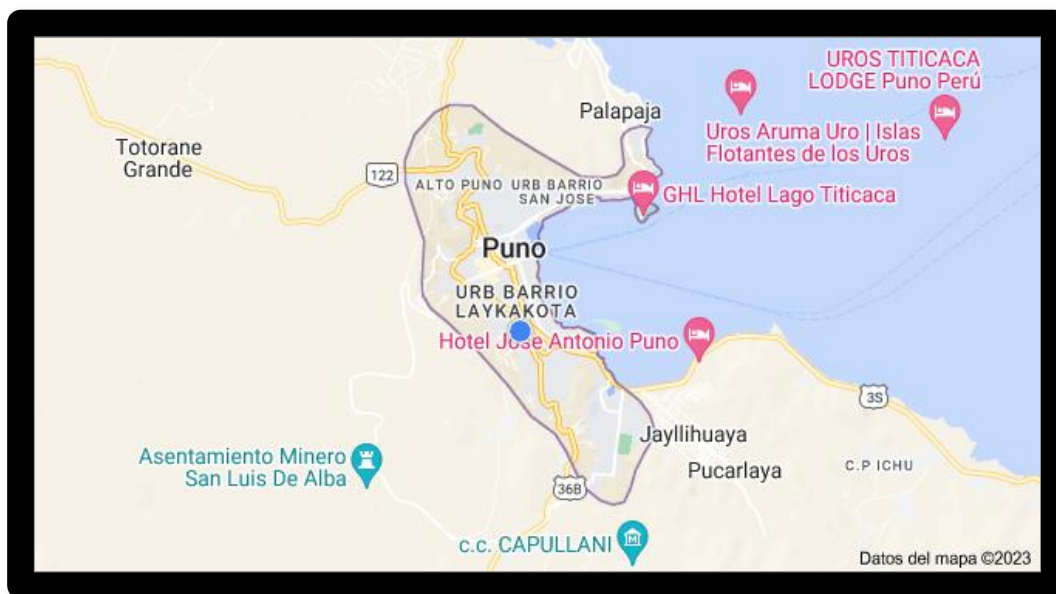 UROS TITICACA
LODGE Puno Perú
Palapaja
Uros Aruma Uro | Islas
Flotantes de los Uros
Totorane
Grande
122
ALTO PUNO
URB BARRIO
SAN JOSE
GHL Hotel Lago Titicaca
Puno
URB BARRIO
LAYKAKOTA
Hotel Jose Antonio Puno
3S
Jayllihuaya
Asentamiento Minero
San Luis De Alba
Pucarlaya
C.P ICHU
36B
c.c. CAPULLANI
M
Datos del mapa ©2023